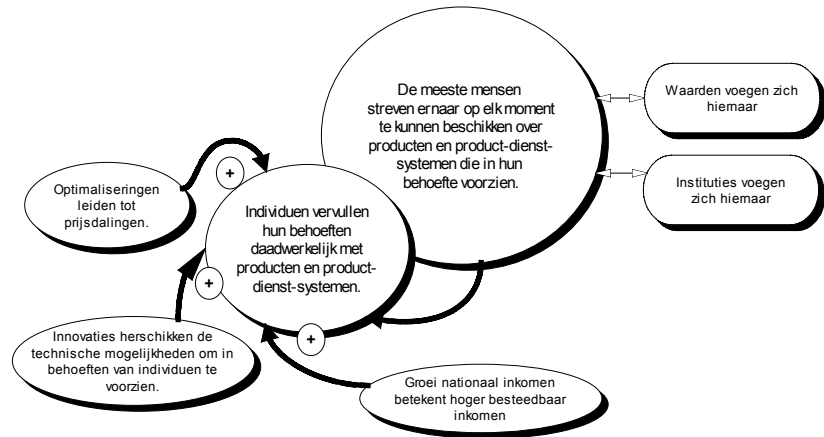 De meeste mensen
streven ernaar op elk moment
te kunnen beschikken over
producten en product-dienst-
systemen die in hun
behoefte voorzien.
Waarden voegen zich
hiernaar
Instituties voegen
zich hiernaar
+
Optimaliseringen
leiden tot
prijsdalingen.
Individuen vervullen
hun behoeften
daadwerkelijk met
producten en product-
dienst-systemen.
+
+
Innovaties herschikken de
technische mogelijkheden om in
behoeften van individuen te
voorzien.
Groei nationaal inkomen
betekent hoger besteedbaar
inkomen